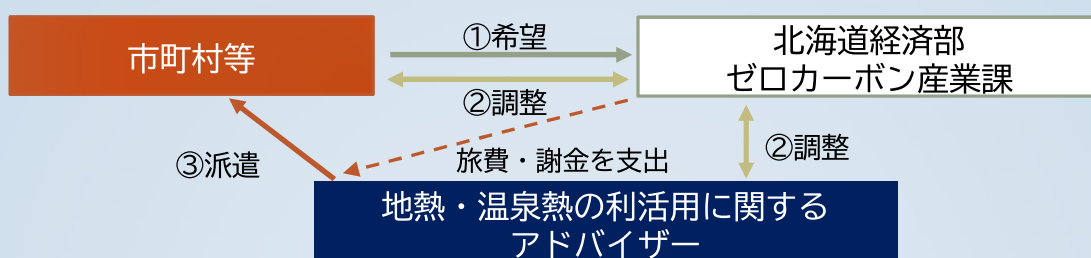 市町村等
①希望
北海道経済部
ゼロカーボン産業課
②調整
③派遣
旅費・謝金を支出
②調整
地熱・温泉熱の利活用に関する
アドバイザー